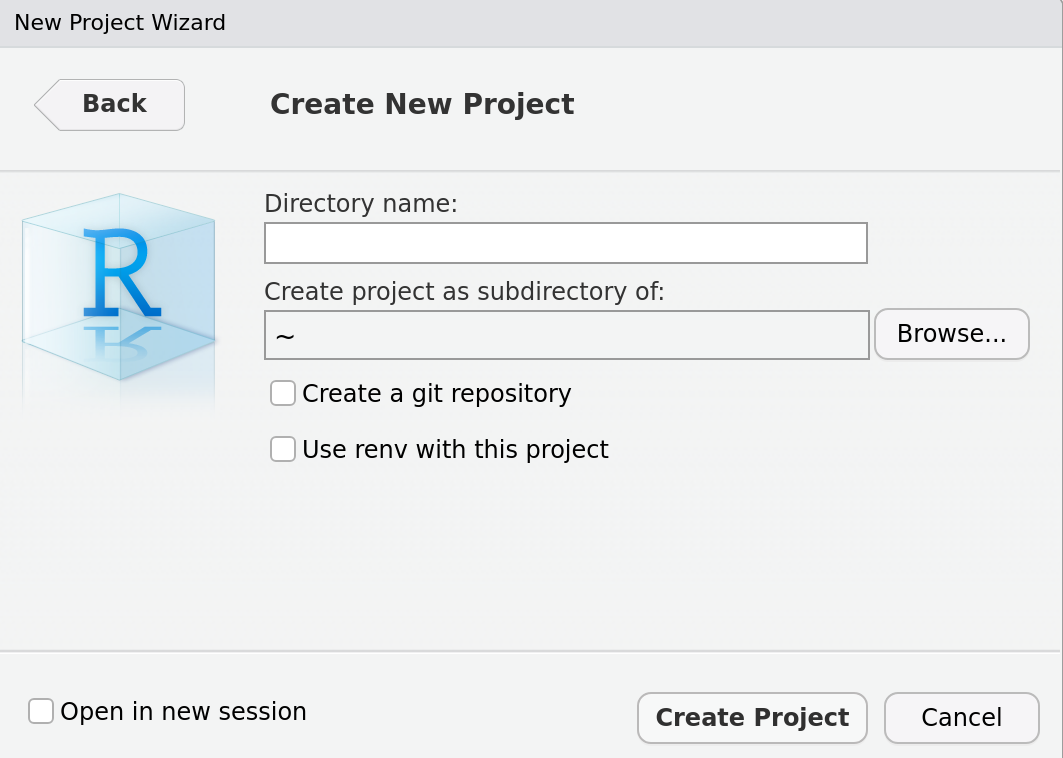 New Project Wizard
Back
Create New Project
R
Directory name:
Create project as subdirectory of:
~
Browse...
Create a git repository
Use renv with this project
Open in new session
Create Project
Cancel